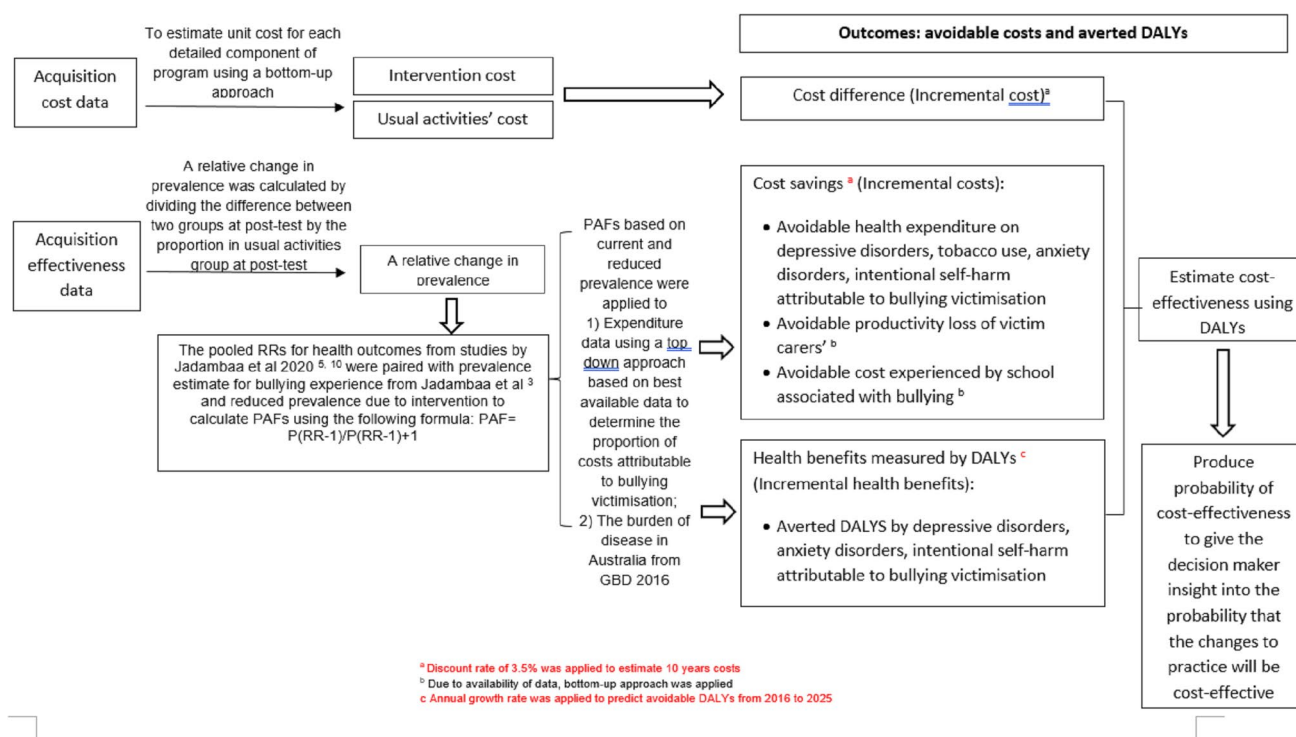 Outcomes: avoidable costs and averted DALYs
Acquisition
cost data
To estimate unit cost for each
detailed component of
program using a bottom-up
approach
Intervention cost
Usual activities’ cost
Cost difference (Incremental cost)ᵃ
Acquisition
effectiveness
data
A relative change in
prevalence was calculated by
dividing the difference between
two groups at post-test by the
proportion in usual activities
group at post-test
A relative change in
prevalence
The pooled RRs for health outcomes from studies by
Jadambaa et al 2020 ⁵, ¹⁰ were paired with prevalence
estimate for bullying experience from Jadambaa et al ³
and reduced prevalence due to intervention to
calculate PAFs using the following formula: PAF=
P(RR-1)/P(RR-1)+1
PAFs based on
current and
reduced
prevalence were
applied to
1) Expenditure
data using a top
down approach
based on best
available data to
determine the
proportion of
costs attributable
to bullying
victimisation;
2) The burden of
disease in
Australia from
GBD 2016
Cost savings ᵃ (Incremental costs):
• Avoidable health expenditure on
depressive disorders, tobacco use, anxiety
disorders, intentional self-harm
attributable to bullying victimisation
• Avoidable productivity loss of victim
carers’ ᵇ
• Avoidable cost experienced by school
associated with bullying ᵇ
Health benefits measured by DALYs ᶜ
(Incremental health benefits):
• Averted DALYS by depressive disorders,
anxiety disorders, intentional self-harm
attributable to bullying victimisation
Estimate cost-
effectiveness using
DALYs
Produce
probability of
cost-effectiveness
to give the
decision maker
insight into the
probability that
the changes to
practice will be
cost-effective
ᵃ Discount rate of 3.5% was applied to estimate 10 years costs
ᵇ Due to availability of data, bottom-up approach was applied
c Annual growth rate was applied to predict avoidable DALYs from 2016 to 2025